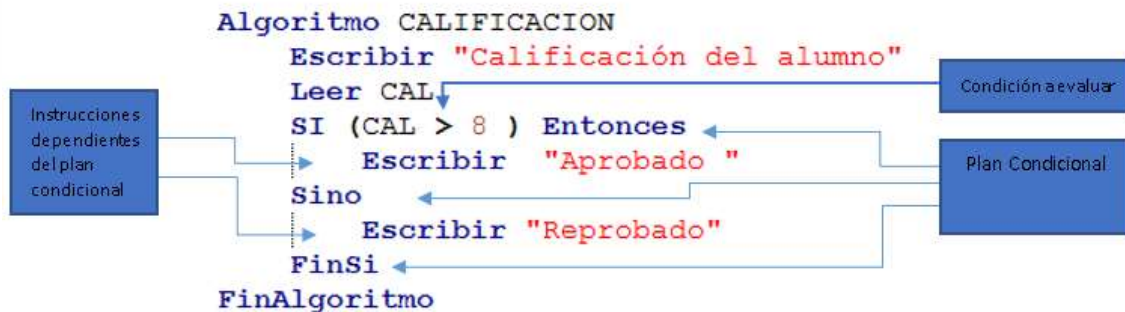 Algoritmo CALIFICACION
Escribir "Calificación del alumno"
Leer CAL
SI (CAL > 8 ) Entonces
Escribir "Aprobado "
Sino
Escribir "Reprobado"
FinSi
FinAlgoritmo
Instrucciones
dependientes
del plan
condicional
Condición a evaluar
Plan Condicional